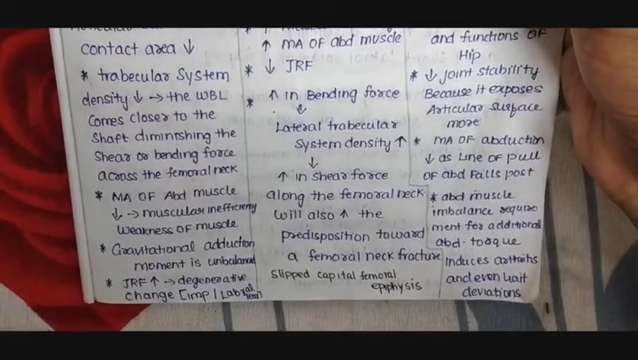 contact area ↓
* trabecular System
density ↓ → the WBL
comes closer to the
Shaft diminishing the
Shear or bending force
across the femoral neck
* MA OF Abd muscle
↓ → muscular inefficiency
Weakness of muscle
* Gravitational adduction
moment is unbalanced
* JRF ↑ → degenerative
change [imp | Labral
↑ MA OF abd muscle
* ↓ JRF
* ↑ in Bending force
↓
Lateral trabecular
System density ↑
↓
↑ in Shear force
along the femoral neck
will also ↑ the
predisposition toward
a femoral neck fracture
Slipped capital femoral
epphysis
and functions OF
Hip
* ↓ Joint stability
Because it exposes
Articular surface
more
* MA OF abduction
↓ as Line of pull
OF abd Falls post
* abd muscle
imbalance require
ment for additional
abd. torque
Induces arthritis
and even Gait
deviations